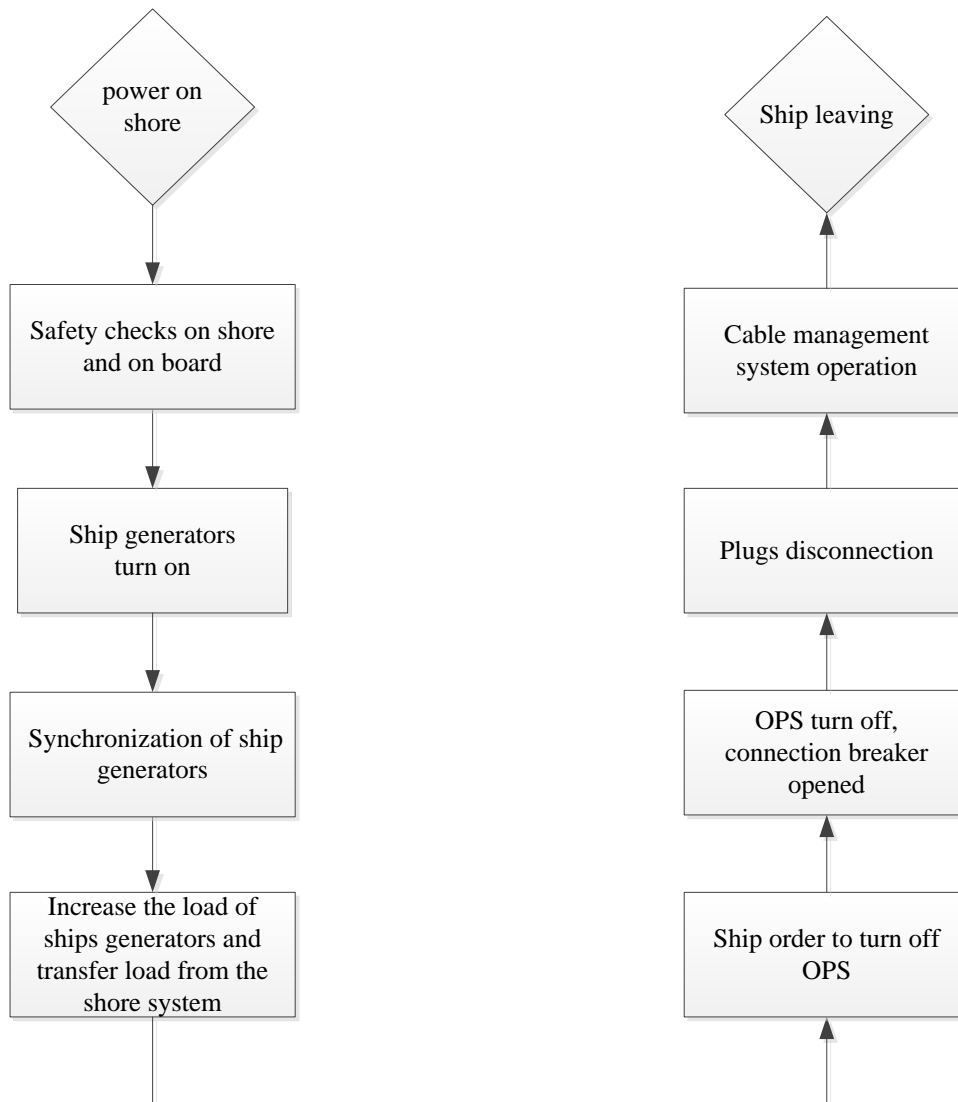 power on
shore
Safety checks on shore
and on board
Ship generators
turn on
Synchronization of ship
generators
Increase the load of
ships generators and
transfer load from the
shore system
Ship leaving
Cable management
system operation
Plugs disconnection
OPS turn off,
connection breaker
opened
Ship order to turn off
OPS